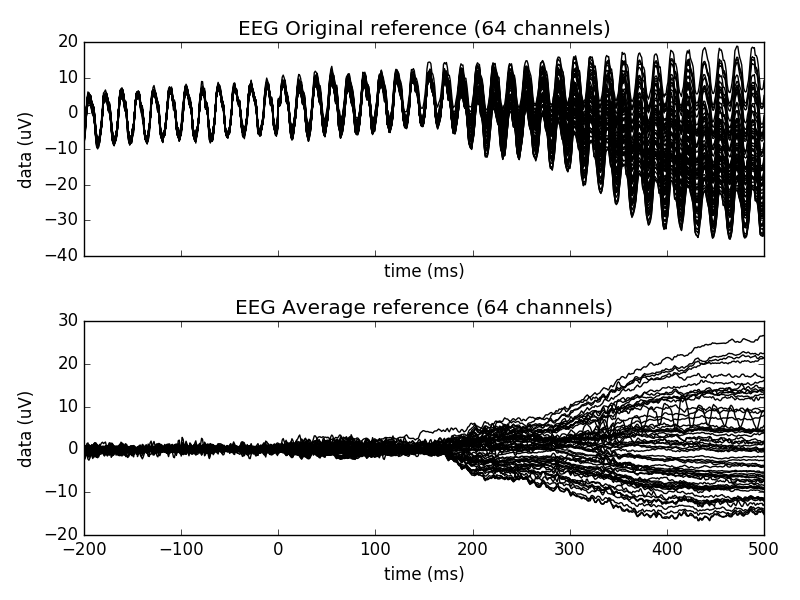 EEG Original reference (64 channels)
20
10
0
−10
−20
−30
−40
data (uV)
time (ms)
EEG Average reference (64 channels)
30
20
10
0
−10
−20
data (uV)
−200 −100 0 100 200 300 400 500
time (ms)